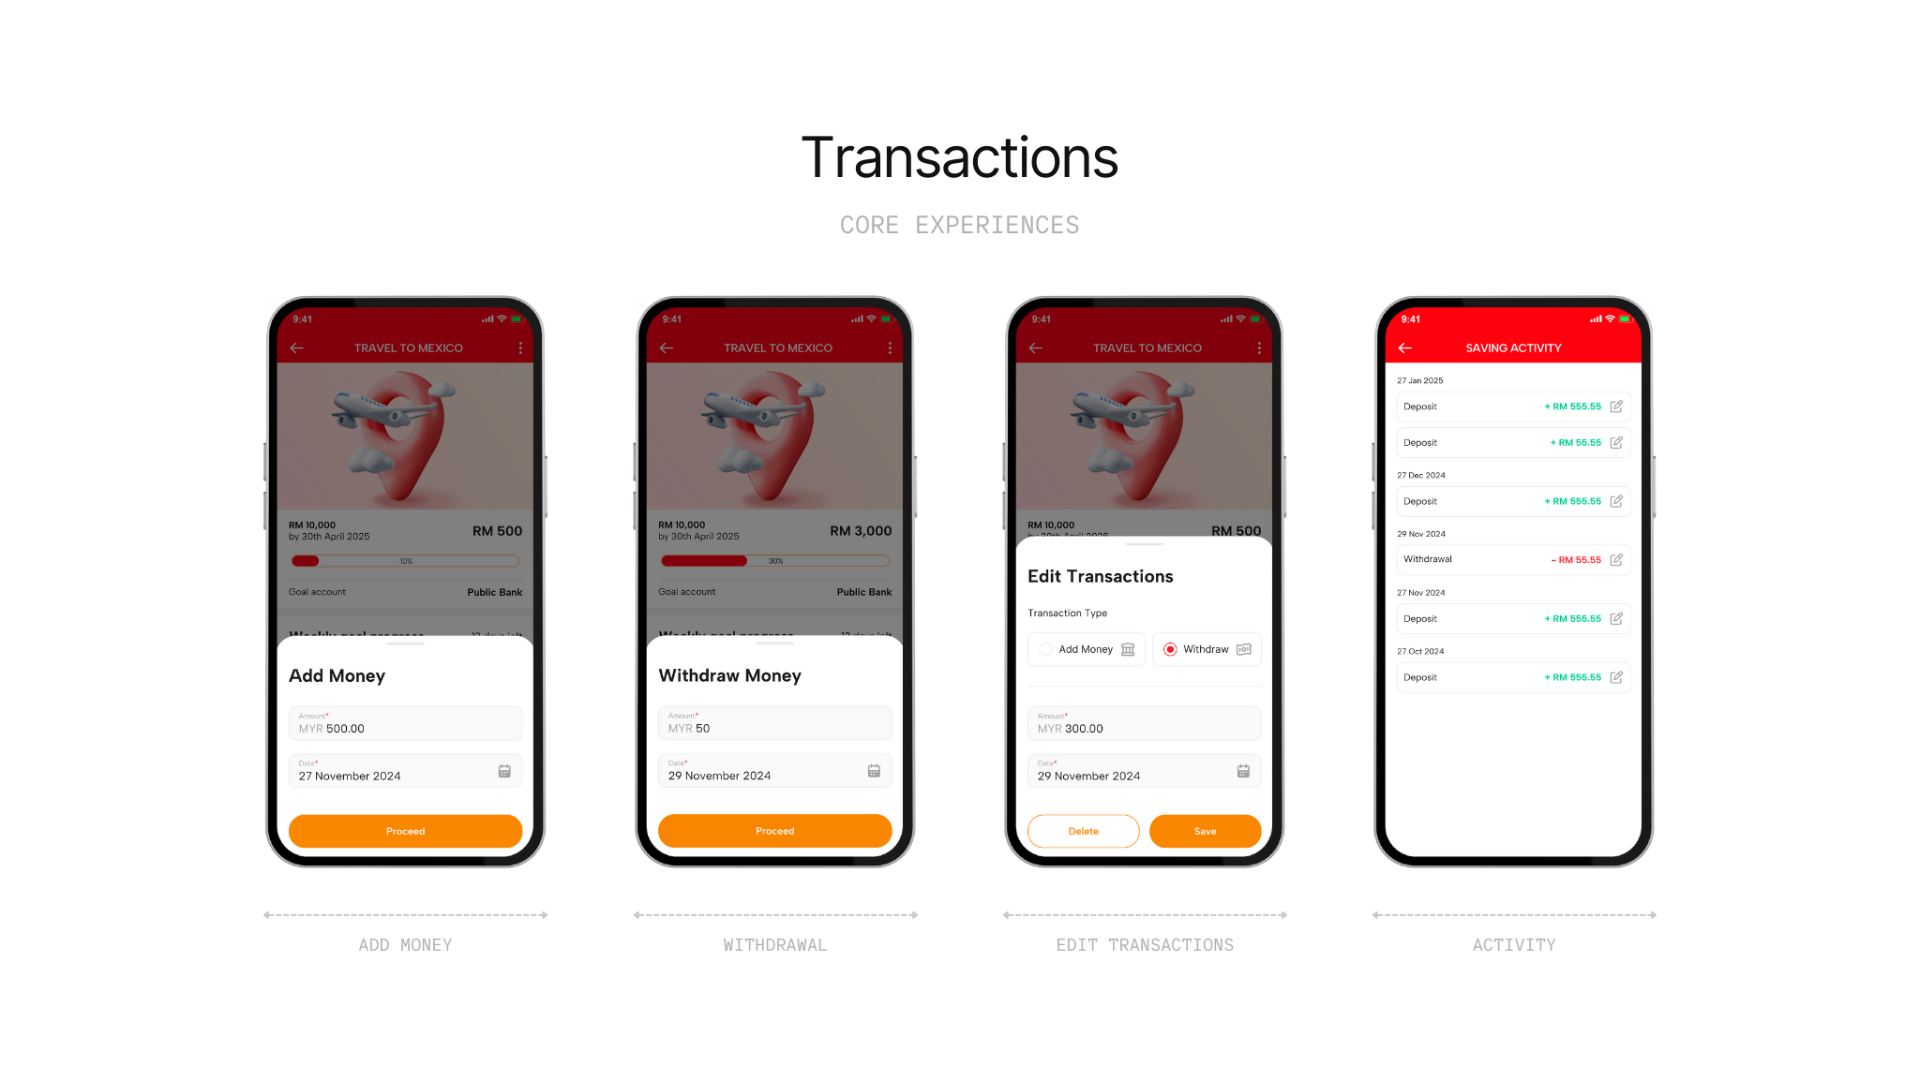 Transactions
CORE EXPERIENCES
9:41
TRAVEL TO MEXICO
RM 10,000
by 30th April 2025
RM 500
10%
Goal account
Public Bank
Add Money
Amount*
MYR 500.00
Date*
27 November 2024
Proceed
ADD MONEY
9:41
TRAVEL TO MEXICO
RM 10,000
by 30th April 2025
RM 3,000
30%
Goal account
Public Bank
Withdraw Money
Amount*
MYR 50
Date*
29 November 2024
Proceed
WITHDRAWAL
9:41
TRAVEL TO MEXICO
RM 10,000
by 30th April 2025
RM 500
Edit Transactions
Transaction Type
Add Money
Withdraw
Amount*
MYR 300.00
Date*
29 November 2024
Delete
Save
EDIT TRANSACTIONS
9:41
SAVING ACTIVITY
27 Jan 2025
Deposit + RM 555.55
Deposit + RM 55.55
27 Dec 2024
Deposit + RM 555.55
29 Nov 2024
Withdrawal - RM 55.55
27 Nov 2024
Deposit + RM 555.55
27 Oct 2024
Deposit + RM 555.55
ACTIVITY